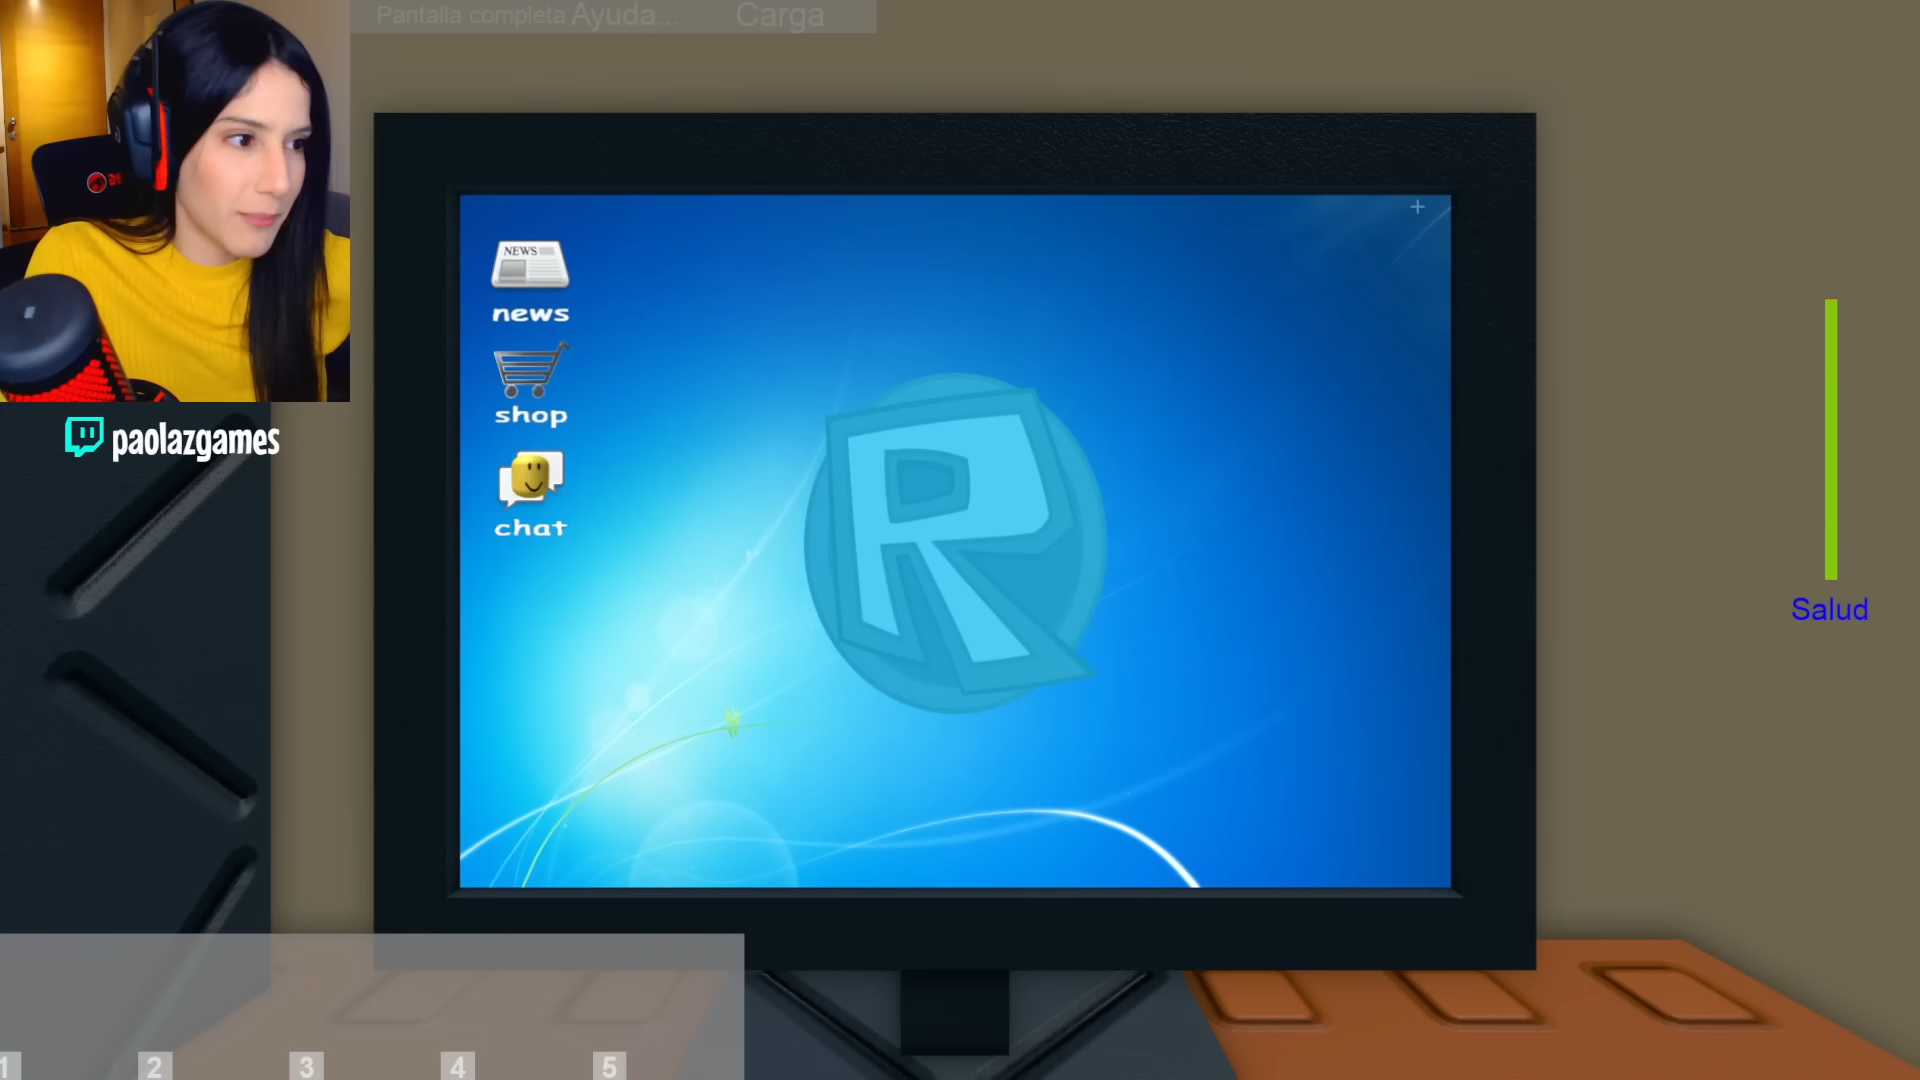 Pantalla completa Ayuda... Carga
NEWS
news
shop
chat
R
paolazgames
Salud
1 2 3 4 5